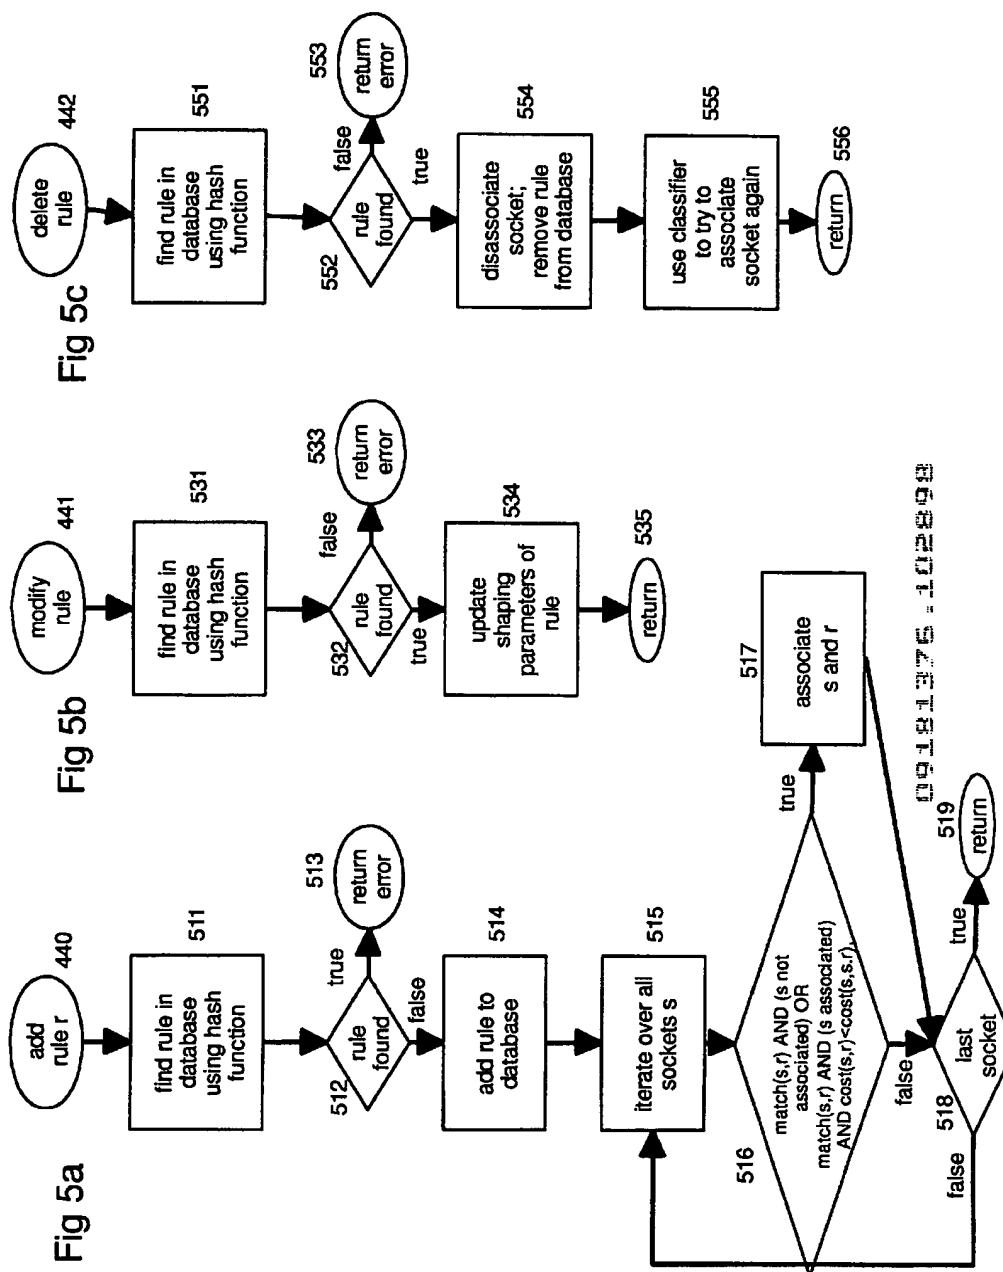 Fig 5a
add
rule r
440
find rule in
database
using hash
function
511
rule
found
512
true
return
error
513
false
add rule to
database
514
iterate over all
sockets s
515
match(s,r) AND (s not
associated) OR
match(s,r) AND (s associated)
AND cost(s,r)<cost(s,s.r),
516
true
associate
s and r
517
false
last
socket
518
true
return
519
false
Fig 5b
modify
rule
441
find rule in
database
using hash
function
531
rule
found
532
false
return
error
533
true
update
shaping
parameters of
rule
534
return
535
Fig 5c
delete
rule
442
find rule in
database
using hash
function
551
rule
found
552
false
return
error
553
true
disassociate
socket;
remove rule
from database
554
use classifier
to try to
associate
socket again
555
return
556
09181376.102898